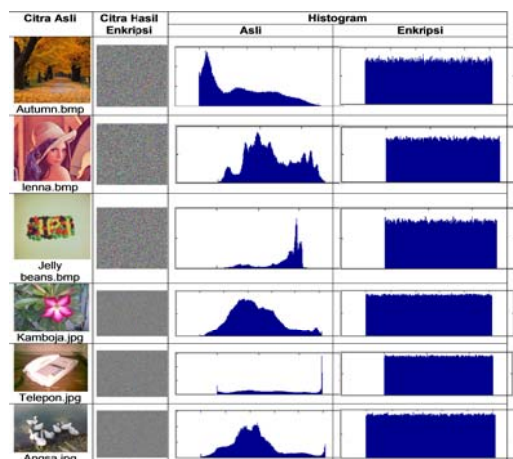 Citra Asli
Citra Hasil
Enkripsi
Histogram
Asli
Enkripsi
Autumn.bmp
lenna.bmp
Jelly
beans.bmp
Kamboja.jpg
Telepon.jpg
Angsa.jpg